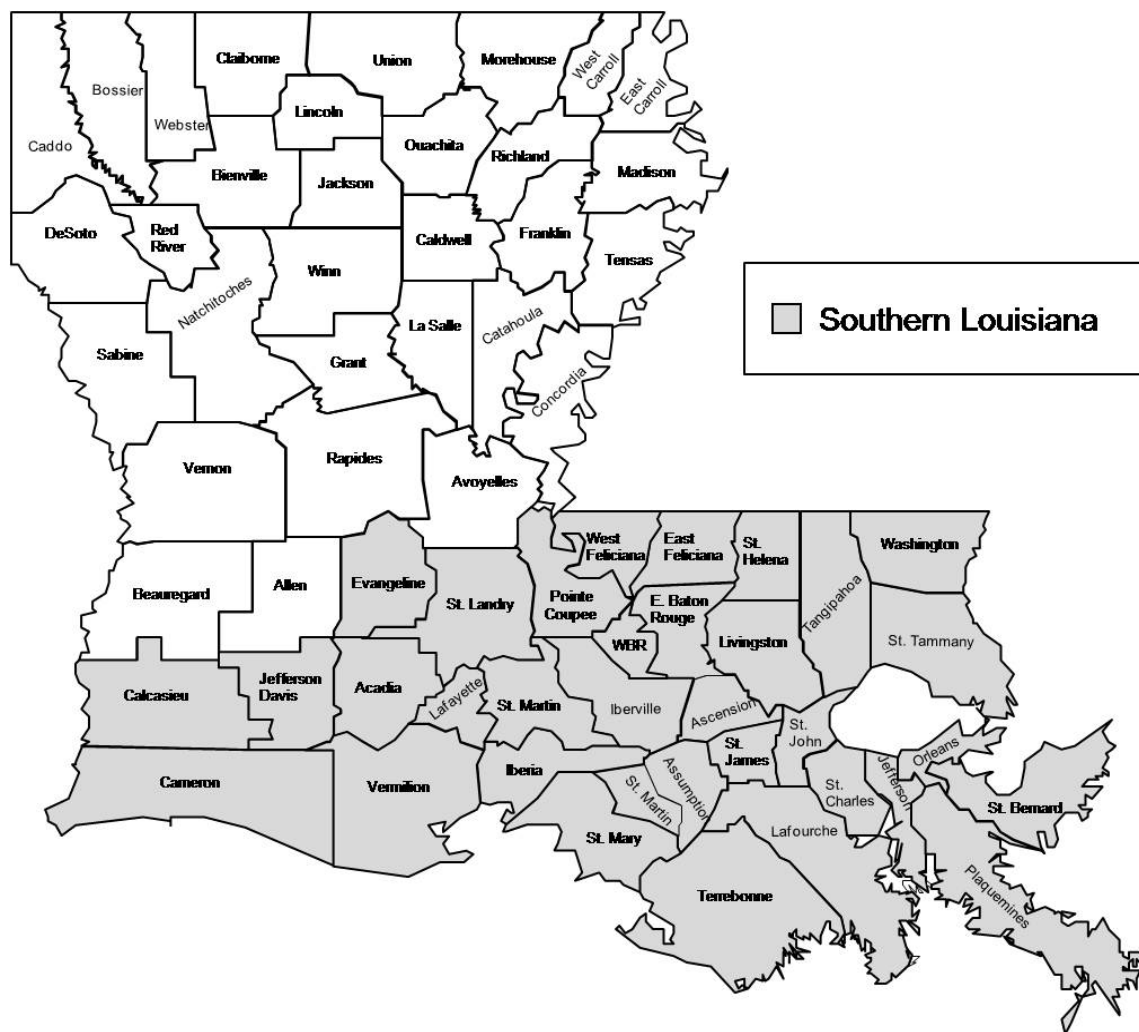 Claiborne
Union
Morehouse
West
Carroll
East
Carroll
Bossier
Webster
Lincoln
Caddo
Ouachita
Richland
Bienville
Jackson
Madison
DeSoto
Red
River
Caldwell
Franklin
Tensas
Winn
Natchitoches
La Salle
Catahoula
Southern Louisiana
Sabine
Grant
Concordia
Vernon
Rapides
Avoyelles
West
Feliciana
East
Feliciana
St.
Helena
Washington
Beauregard
Allen
Evangeline
St. Landry
Pointe
Coupee
E. Baton
Rouge
Tangipahoa
WBR
Livingston
St. Tammany
Calcasieu
Jefferson
Davis
Acadia
Lafayette
St. Martin
Iberville
Ascension
St.
John
Cameron
Vermilion
Iberia
St. Martin
Assumption
St.
James
St.
Charles
Jefferson
Orleans
St. Bernard
St. Mary
Lafourche
Terrebonne
Plaquemines